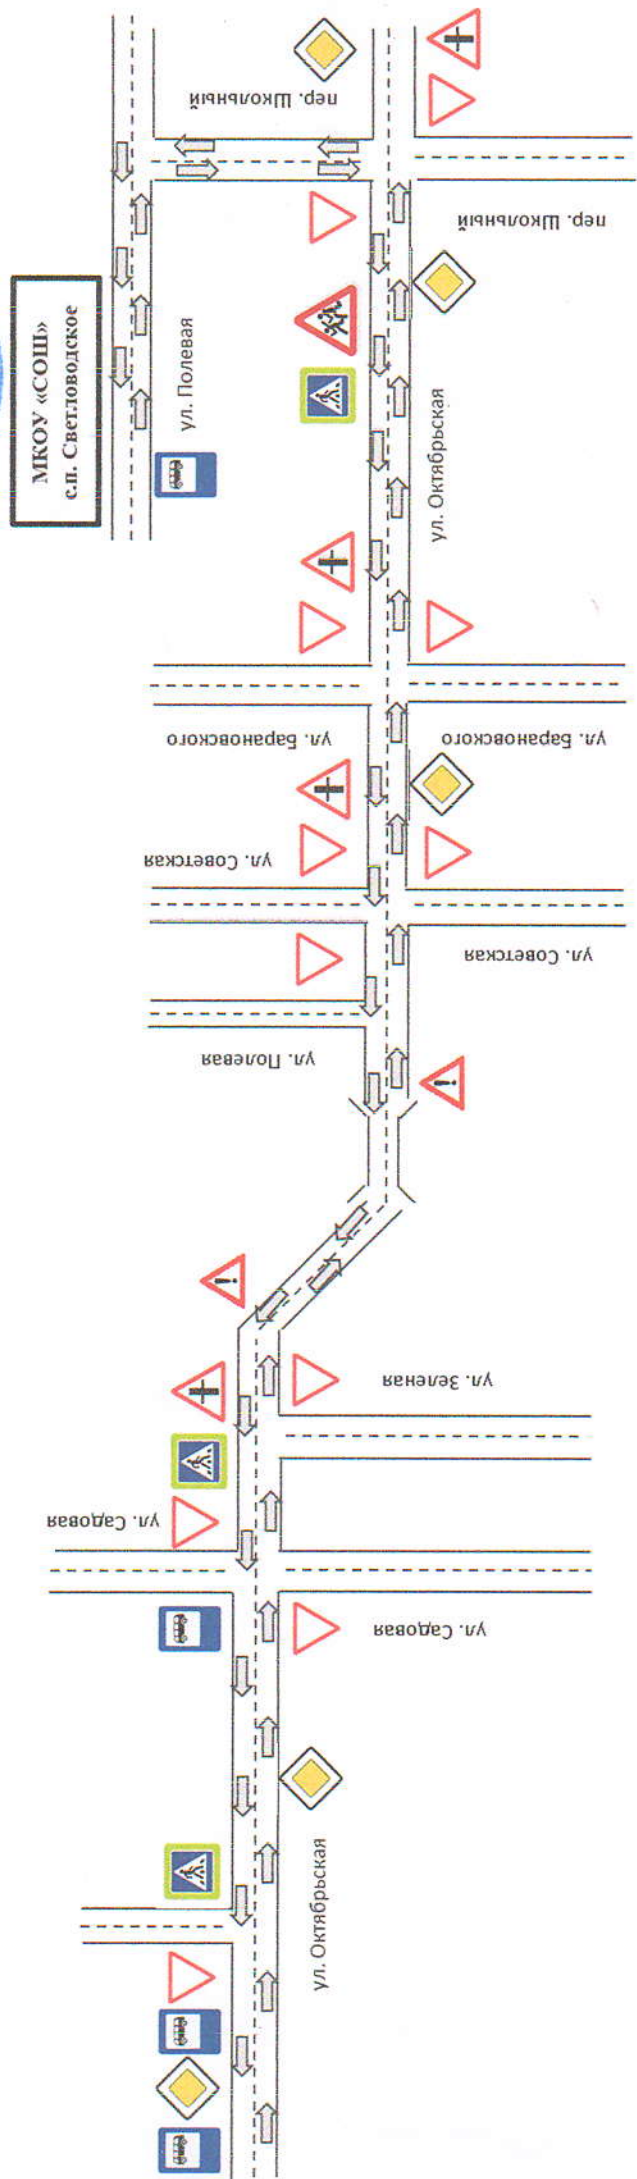 МКОУ «СОШ»
с.п. Светловодское
ул. Полевая
пер. Школьный
пер. Школьный
ул. Октябрьская
ул. Барановского
ул. Барановского
ул. Советская
ул. Советская
ул. Полевая
ул. Зеленая
ул. Садовая
ул. Садовая
ул. Октябрьская